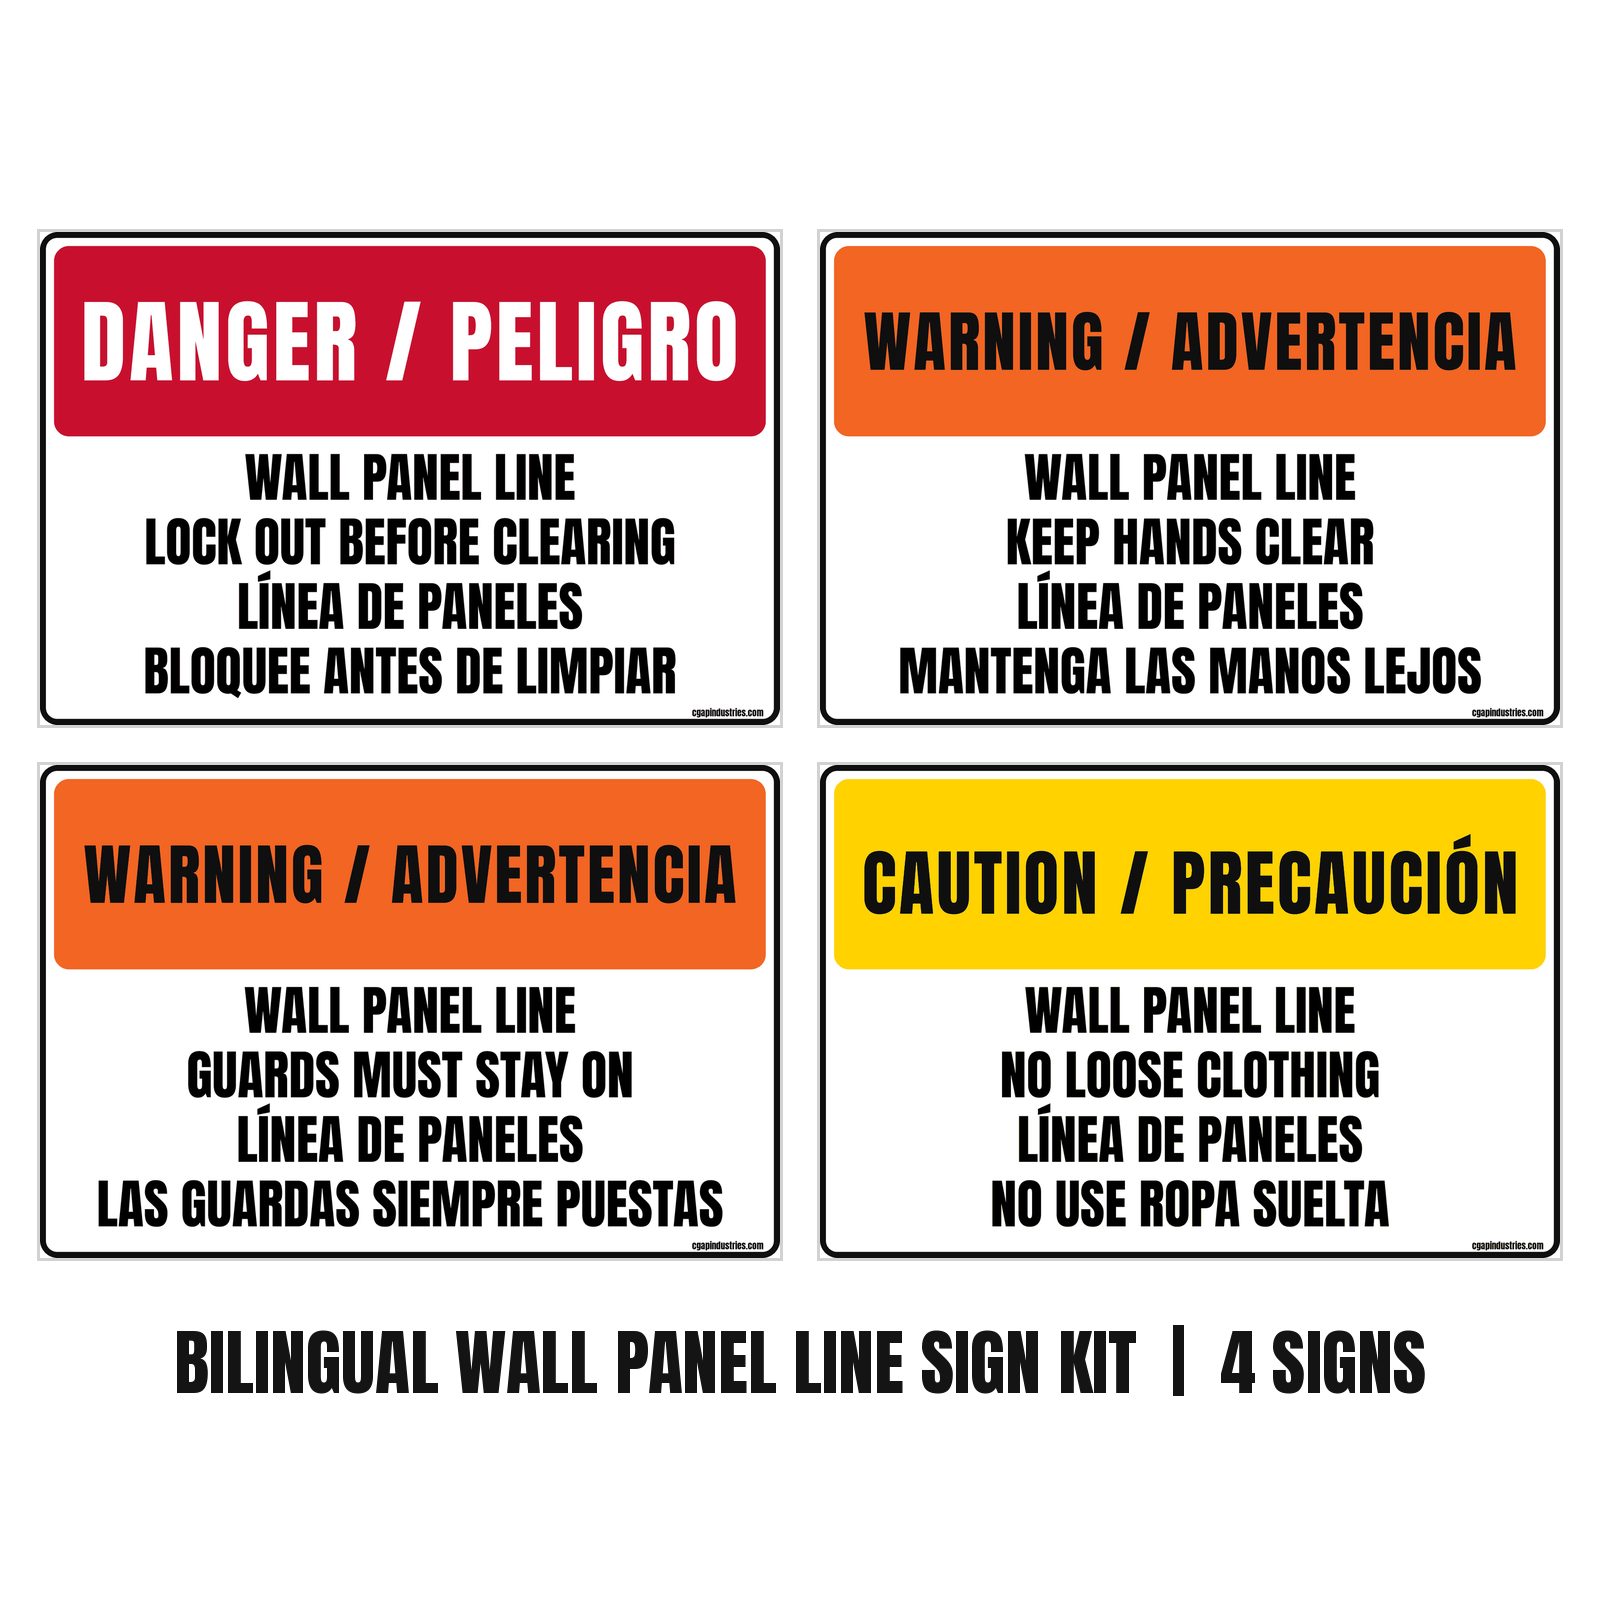 DANGER / PELIGRO
WALL PANEL LINE
LOCK OUT BEFORE CLEARING
LÍNEA DE PANELES
BLOQUEE ANTES DE LIMPIAR
cgapindustries.com
WARNING / ADVERTENCIA
WALL PANEL LINE
KEEP HANDS CLEAR
LÍNEA DE PANELES
MANTENGA LAS MANOS LEJOS
cgapindustries.com
WARNING / ADVERTENCIA
WALL PANEL LINE
GUARDS MUST STAY ON
LÍNEA DE PANELES
LAS GUARDAS SIEMPRE PUESTAS
cgapindustries.com
CAUTION / PRECAUCIÓN
WALL PANEL LINE
NO LOOSE CLOTHING
LÍNEA DE PANELES
NO USE ROPA SUELTA
cgapindustries.com
BILINGUAL WALL PANEL LINE SIGN KIT | 4 SIGNS